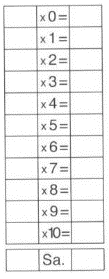 x0=
x1=
x2=
x3=
x4=
x5=
x6=
x7=
x8=
x9=
x10=
Sa.